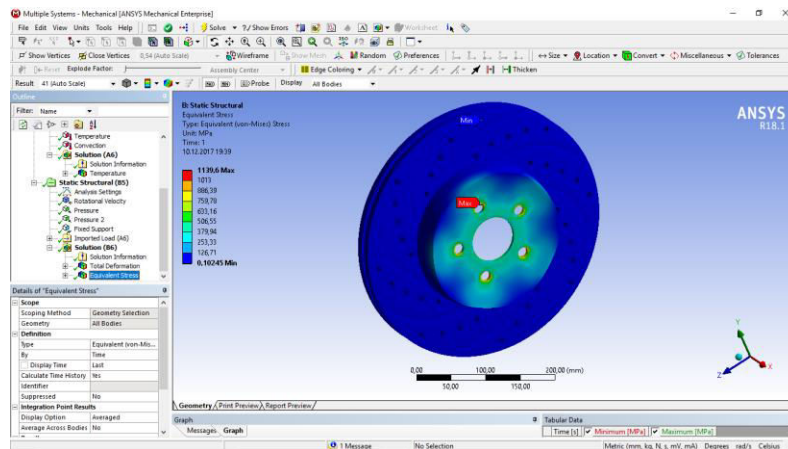 Multiple Systems - Mechanical [ANSYS Mechanical Enterprise]
File Edit View Units Tools Help Solve ?/ Show Errors Worksheet
Show Vertices Close Vertices 0,54 (Auto Scale) Wireframe Show Mesh Random Preferences Size Location Convert Miscellaneous Tolerances
Reset Explode Factor: Assembly Center Edge Coloring Thicken
Result 41 (Auto Scale) Probe Display All Bodies
Outline
Filter: Name
Temperature
Convection
Solution (A6)
Solution Information
Temperature
Static Structural (B5)
Analysis Settings
Rotational Velocity
Pressure
Pressure 2
Fixed Support
Imported Load (A6)
Solution (B6)
Solution Information
Total Deformation
Equivalent Stress
Details of "Equivalent Stress"
Scope
Scoping Method Geometry Selection
Geometry All Bodies
Definition
Type Equivalent (von-Mis...
By Time
Display Time Last
Calculate Time History Yes
Identifier
Suppressed No
Integration Point Results
Display Option Averaged
Average Across Bodies No
B: Static Structural
Equivalent Stress
Type: Equivalent (von-Mises) Stress
Unit: MPa
Time: 1
10.12.2017 19:39
1139,6 Max
1013
886,39
759,78
633,16
506,55
379,94
253,33
126,71
0,10245 Min
Min
Max
ANSYS
R18.1
0,00 100,00 200,00 (mm)
50,00 150,00
Y
X
Z
Geometry Print Preview Report Preview
Graph
Messages Graph
Tabular Data
Time [s] Minimum [MPa] Maximum [MPa]
1 Message No Selection Metric (mm, kg, N, s, mV, mA) Degrees rad/s Celsius